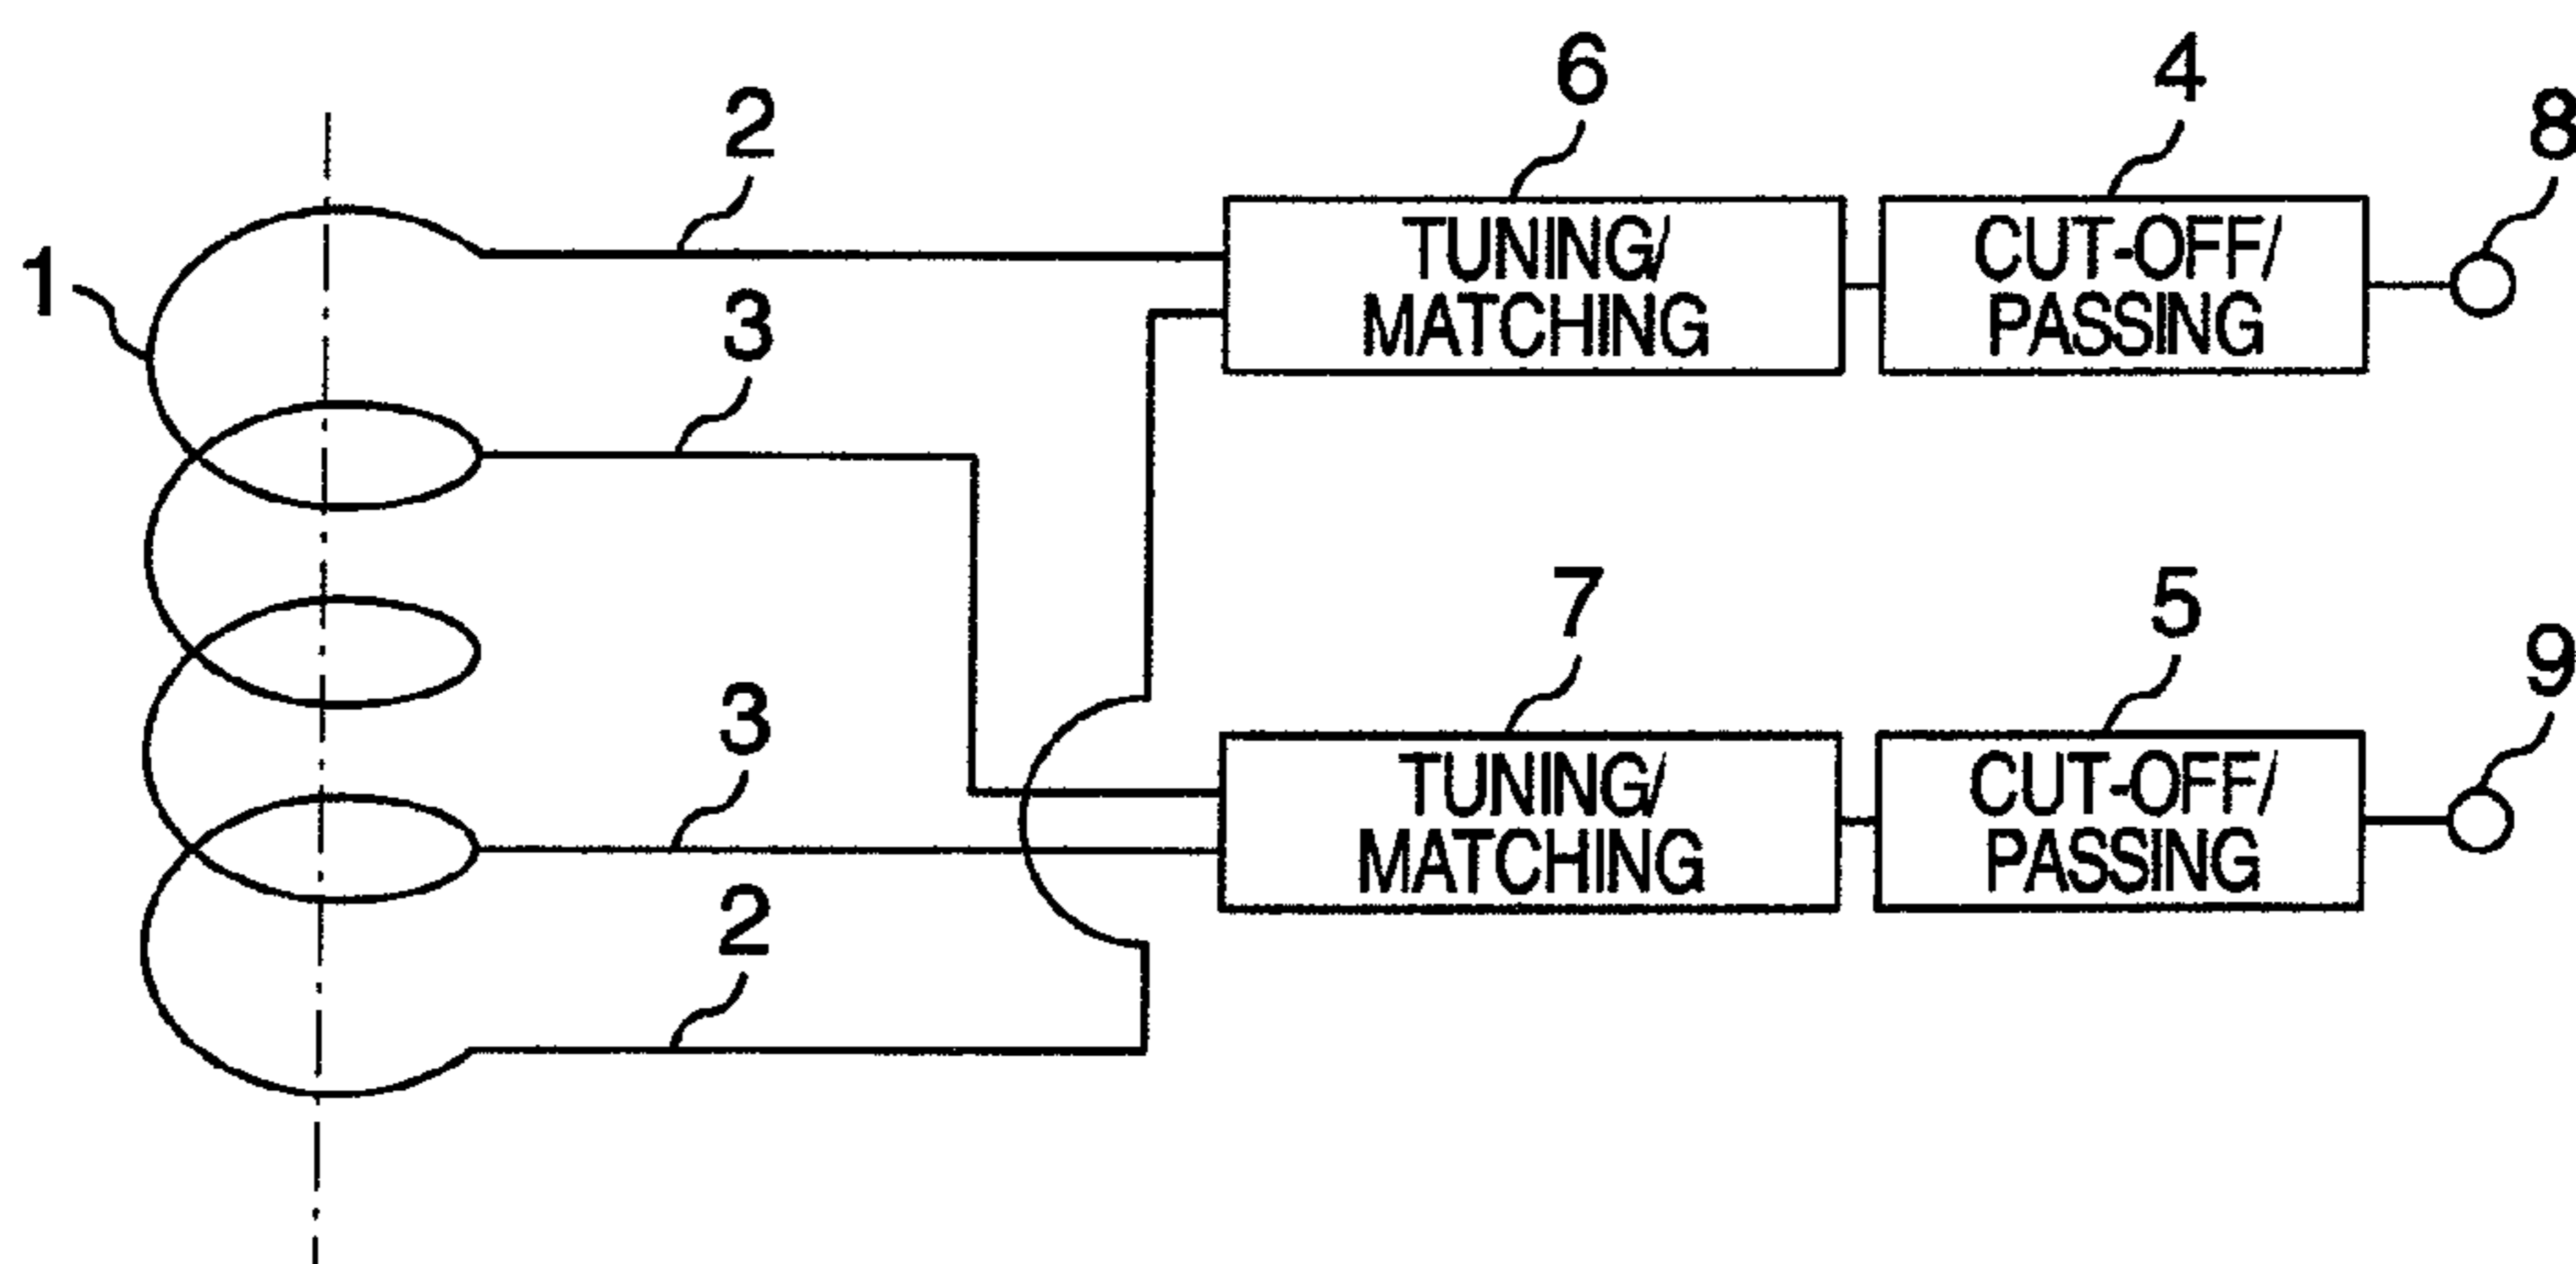 6
4
8
2
1
TUNING/
MATCHING
CUT-OFF/
PASSING
3
7
5
9
3
TUNING/
MATCHING
CUT-OFF/
PASSING
2